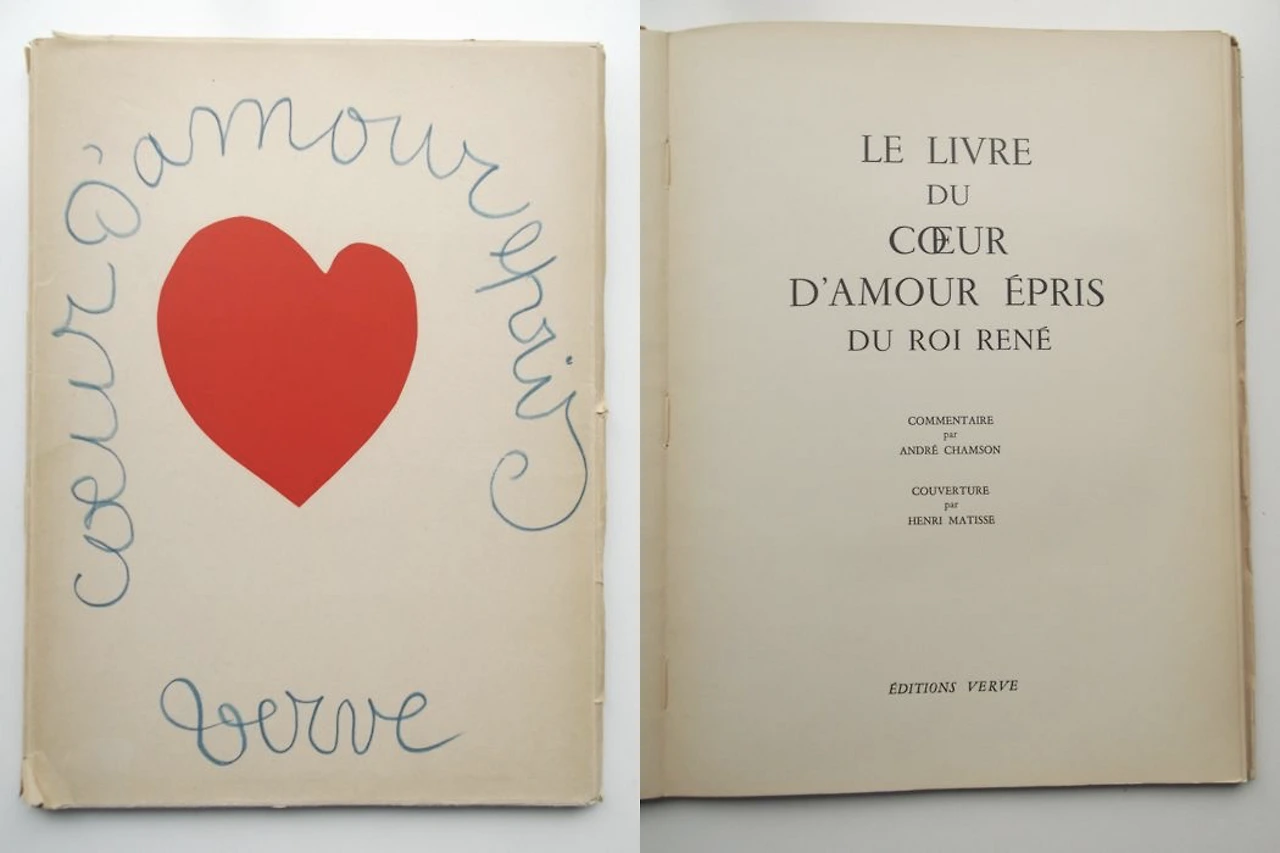 cœur d'amour epris
verve
LE LIVRE
DU
CŒUR
D'AMOUR ÉPRIS
DU ROI RENÉ
COMMENTAIRE
par
ANDRÉ CHAMSON
COUVERTURE
par
HENRI MATISSE
ÉDITIONS VERVE